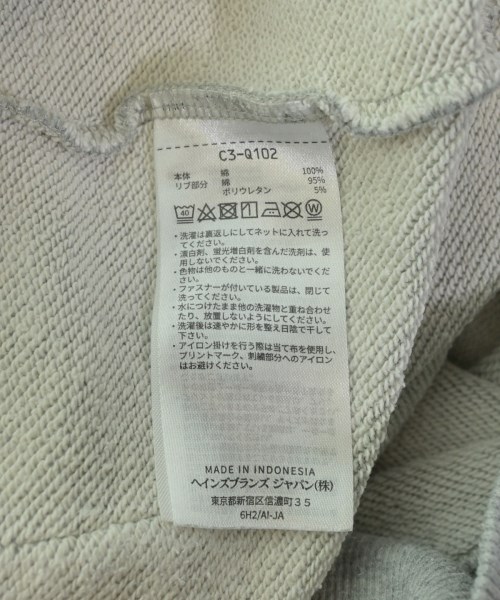 C3-Q102
本体 綿 100%
リブ部分 綿 95%
ポリウレタン 5%
40
・洗濯は裏返しにしてネットに入れて洗っ
てください。
・漂白剤、蛍光増白剤を含んだ洗剤は、使
用しないでください。
・色物は他のものと一緒に洗わないでくだ
さい。
・ファスナーが付いている製品は、閉じて
洗ってください。
・水につけたまま他の洗濯物と重ね合わせ
たり、放置しないようにしてください。
・洗濯後は速やかに形を整え日陰で干して
下さい。
・アイロン掛けを行う際は当て布を使用し、
プリントマーク、刺繍部分へのアイロン
はお避けください。
MADE IN INDONESIA
ヘインズブランズ ジャパン(株)
東京都新宿区信濃町35
6H2/AI-JA